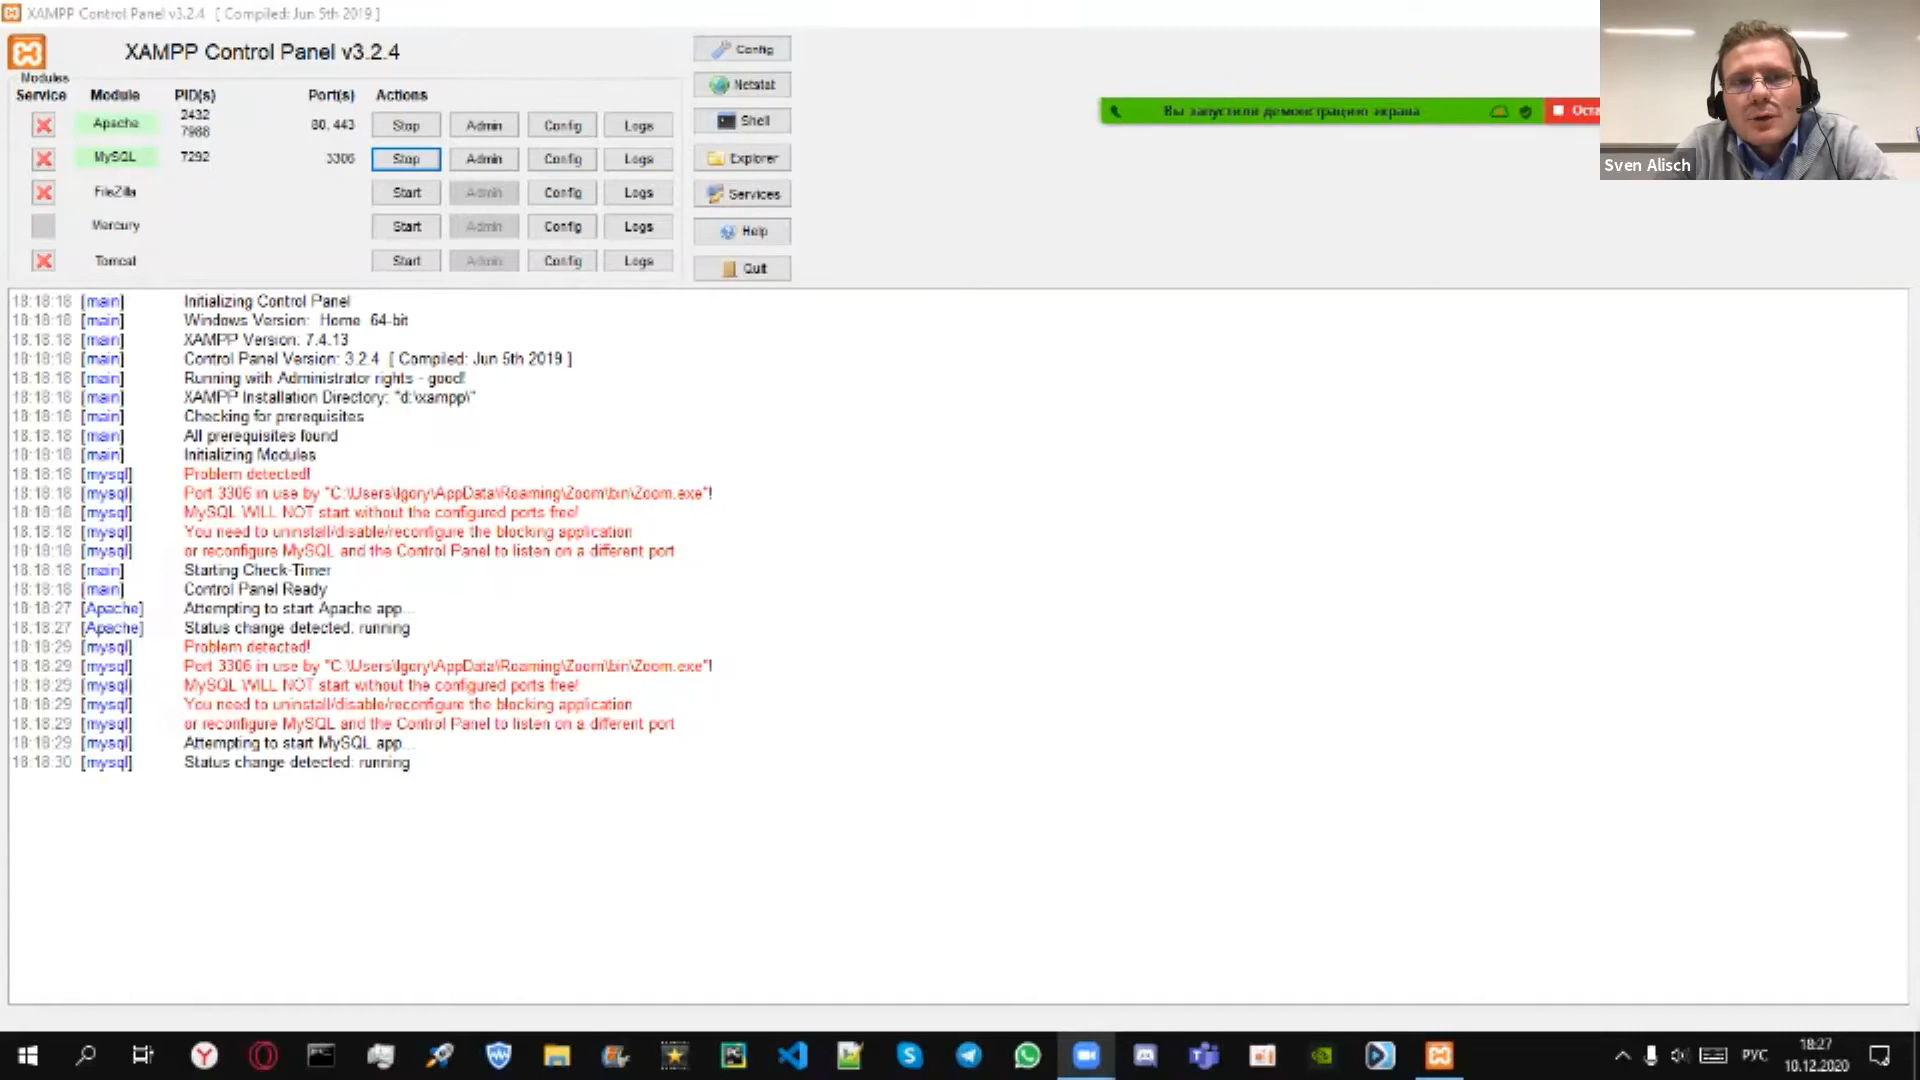 XAMPP Control Panel v3.2.4 [ Compiled: Jun 5th 2019 ]
XAMPP Control Panel v3.2.4
Modules
Service Module PID(s) Port(s) Actions
Apache 2432 7988 80, 443 Stop Admin Config Logs
MySQL 7292 3306 Stop Admin Config Logs
FileZilla Start Admin Config Logs
Mercury Start Admin Config Logs
Tomcat Start Admin Config Logs
Config
Netstat
Shell
Explorer
Services
Help
Quit
Вы запустили демонстрацию экрана
Оста
Sven Alisch
18:18:18 [main] Initializing Control Panel
18:18:18 [main] Windows Version: Home 64-bit
18:18:18 [main] XAMPP Version: 7.4.13
18:18:18 [main] Control Panel Version: 3.2.4 [ Compiled: Jun 5th 2019 ]
18:18:18 [main] Running with Administrator rights - good!
18:18:18 [main] XAMPP Installation Directory: "d:\xampp\"
18:18:18 [main] Checking for prerequisites
18:18:18 [main] All prerequisites found
18:18:18 [main] Initializing Modules
18:18:18 [mysql] Problem detected!
18:18:18 [mysql] Port 3306 in use by "C:\Users\Igory\AppData\Roaming\Zoom\bin\Zoom.exe"!
18:18:18 [mysql] MySQL WILL NOT start without the configured ports free!
18:18:18 [mysql] You need to uninstall/disable/reconfigure the blocking application
18:18:18 [mysql] or reconfigure MySQL and the Control Panel to listen on a different port
18:18:18 [main] Starting Check-Timer
18:18:18 [main] Control Panel Ready
18:18:27 [Apache] Attempting to start Apache app...
18:18:27 [Apache] Status change detected: running
18:18:29 [mysql] Problem detected!
18:18:29 [mysql] Port 3306 in use by "C:\Users\Igory\AppData\Roaming\Zoom\bin\Zoom.exe"!
18:18:29 [mysql] MySQL WILL NOT start without the configured ports free!
18:18:29 [mysql] You need to uninstall/disable/reconfigure the blocking application
18:18:29 [mysql] or reconfigure MySQL and the Control Panel to listen on a different port
18:18:29 [mysql] Attempting to start MySQL app...
18:18:30 [mysql] Status change detected: running
РУС
18:27
10.12.2020